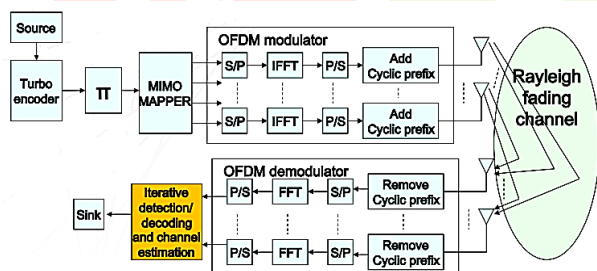 Source
Turbo
encoder
π
MIMO
MAPPER
OFDM modulator
S/P
IFFT
P/S
Add
Cyclic prefix
S/P
IFFT
P/S
Add
Cyclic prefix
Rayleigh
fading
channel
OFDM demodulator
P/S
FFT
S/P
Remove
Cyclic prefix
P/S
FFT
S/P
Remove
Cyclic prefix
Iterative
detection/
decoding
and channel
estimation
Sink